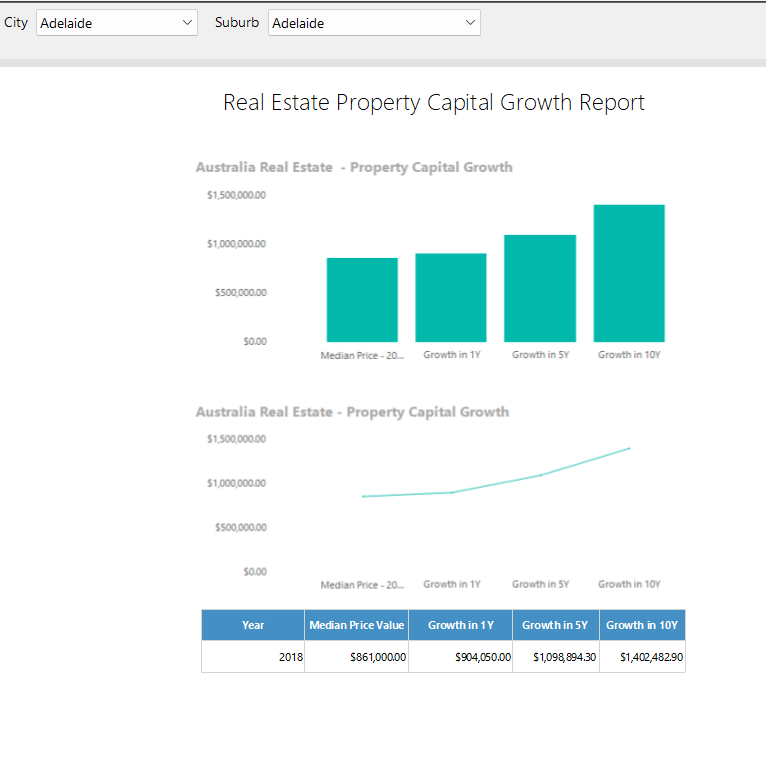 City Adelaide Suburb Adelaide
Real Estate Property Capital Growth Report
Australia Real Estate - Property Capital Growth
$1,500,000.00
$1,000,000.00
$500,000.00
$0.00
Median Price - 20... Growth in 1Y Growth in 5Y Growth in 10Y
Australia Real Estate - Property Capital Growth
$1,500,000.00
$1,000,000.00
$500,000.00
$0.00
Median Price - 20... Growth in 1Y Growth in 5Y Growth in 10Y
Year Median Price Value Growth in 1Y Growth in 5Y Growth in 10Y
2018 $861,000.00 $904,050.00 $1,098,894.30 $1,402,482.90